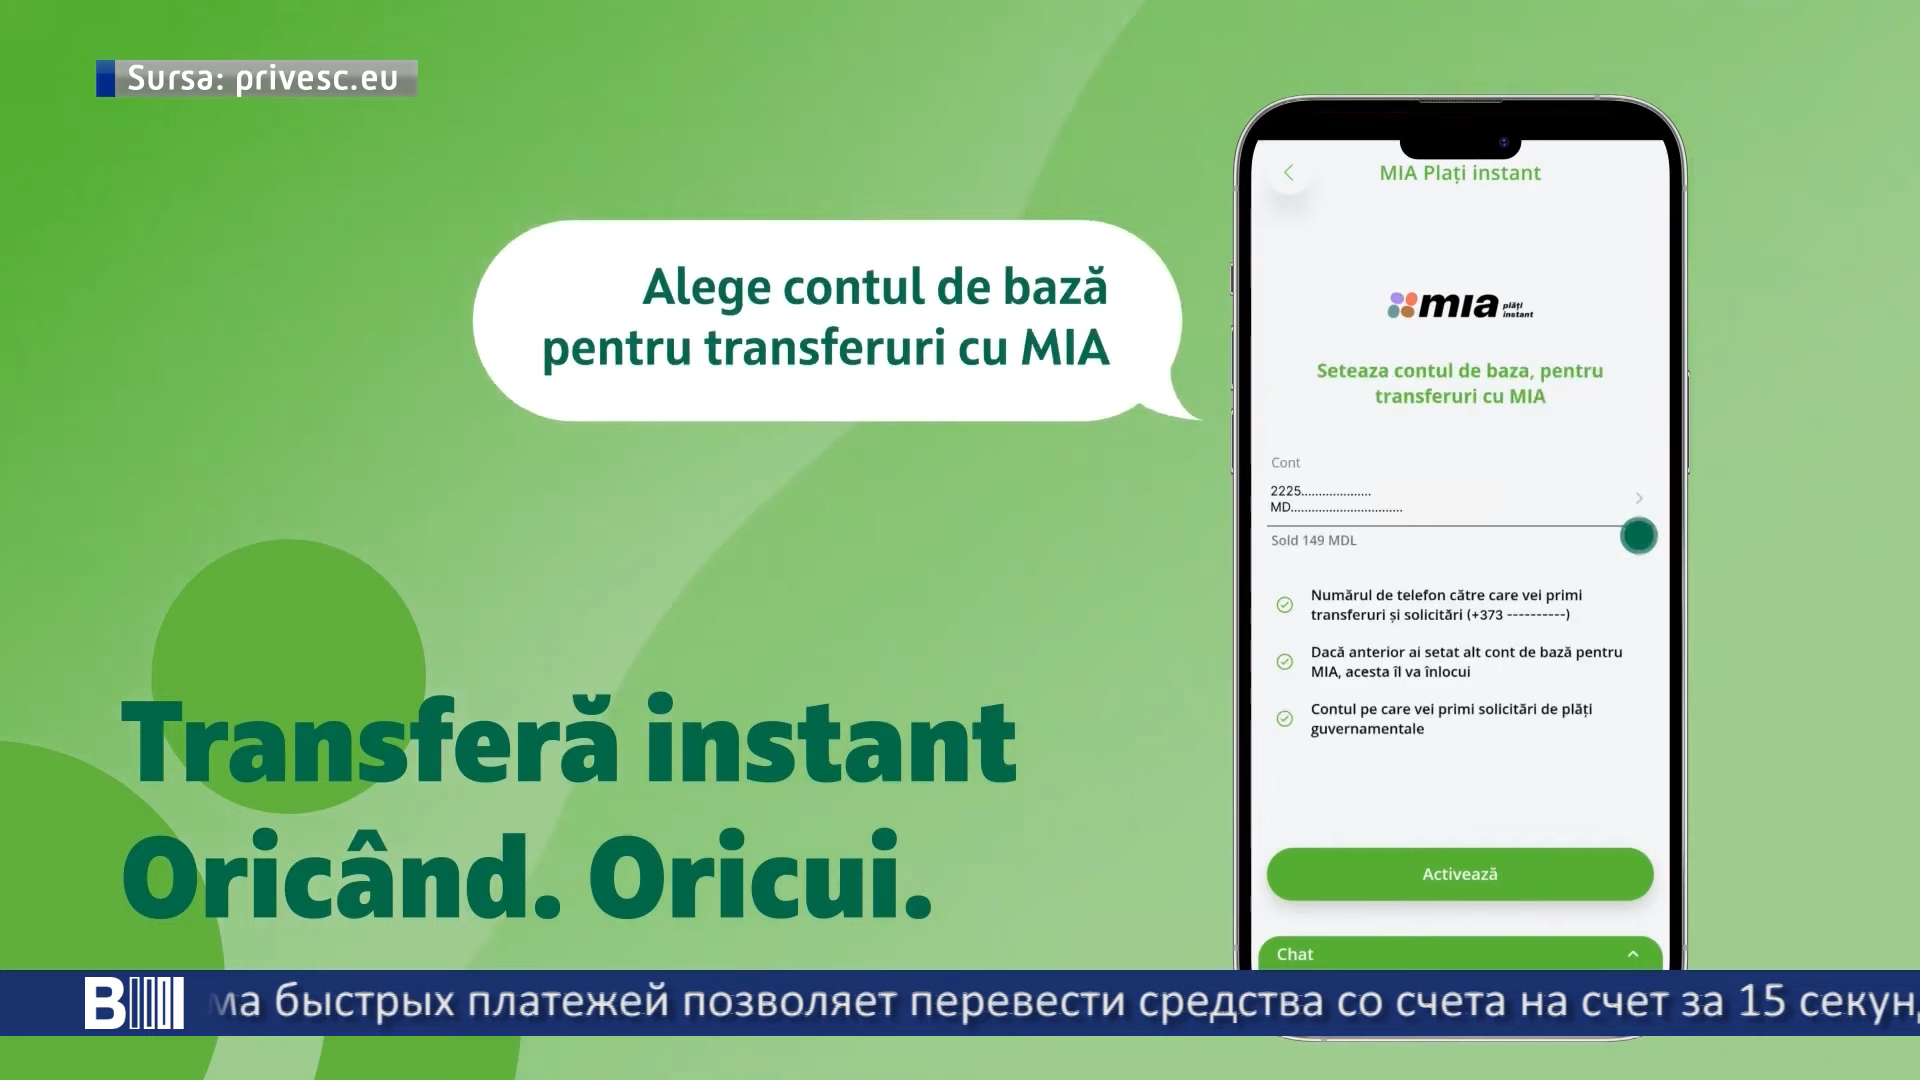 Sursa: privesc.eu
Alege contul de bază
pentru transferuri cu MIA
Transferă instant
Oricând. Oricui.
MIA Plați instant
mia plăți
instant
Seteaza contul de baza, pentru
transferuri cu MIA
Cont
2225....................
MD................................
Sold 149 MDL
Numărul de telefon către care vei primi
transferuri și solicitări (+373 ----------)
Dacă anterior ai setat alt cont de bază pentru
MIA, acesta îl va înlocui
Contul pe care vei primi solicitări de plăți
guvernamentale
Activează
Chat
B
ма быстрых платежей позволяет перевести средства со счета на счет за 15 секунд